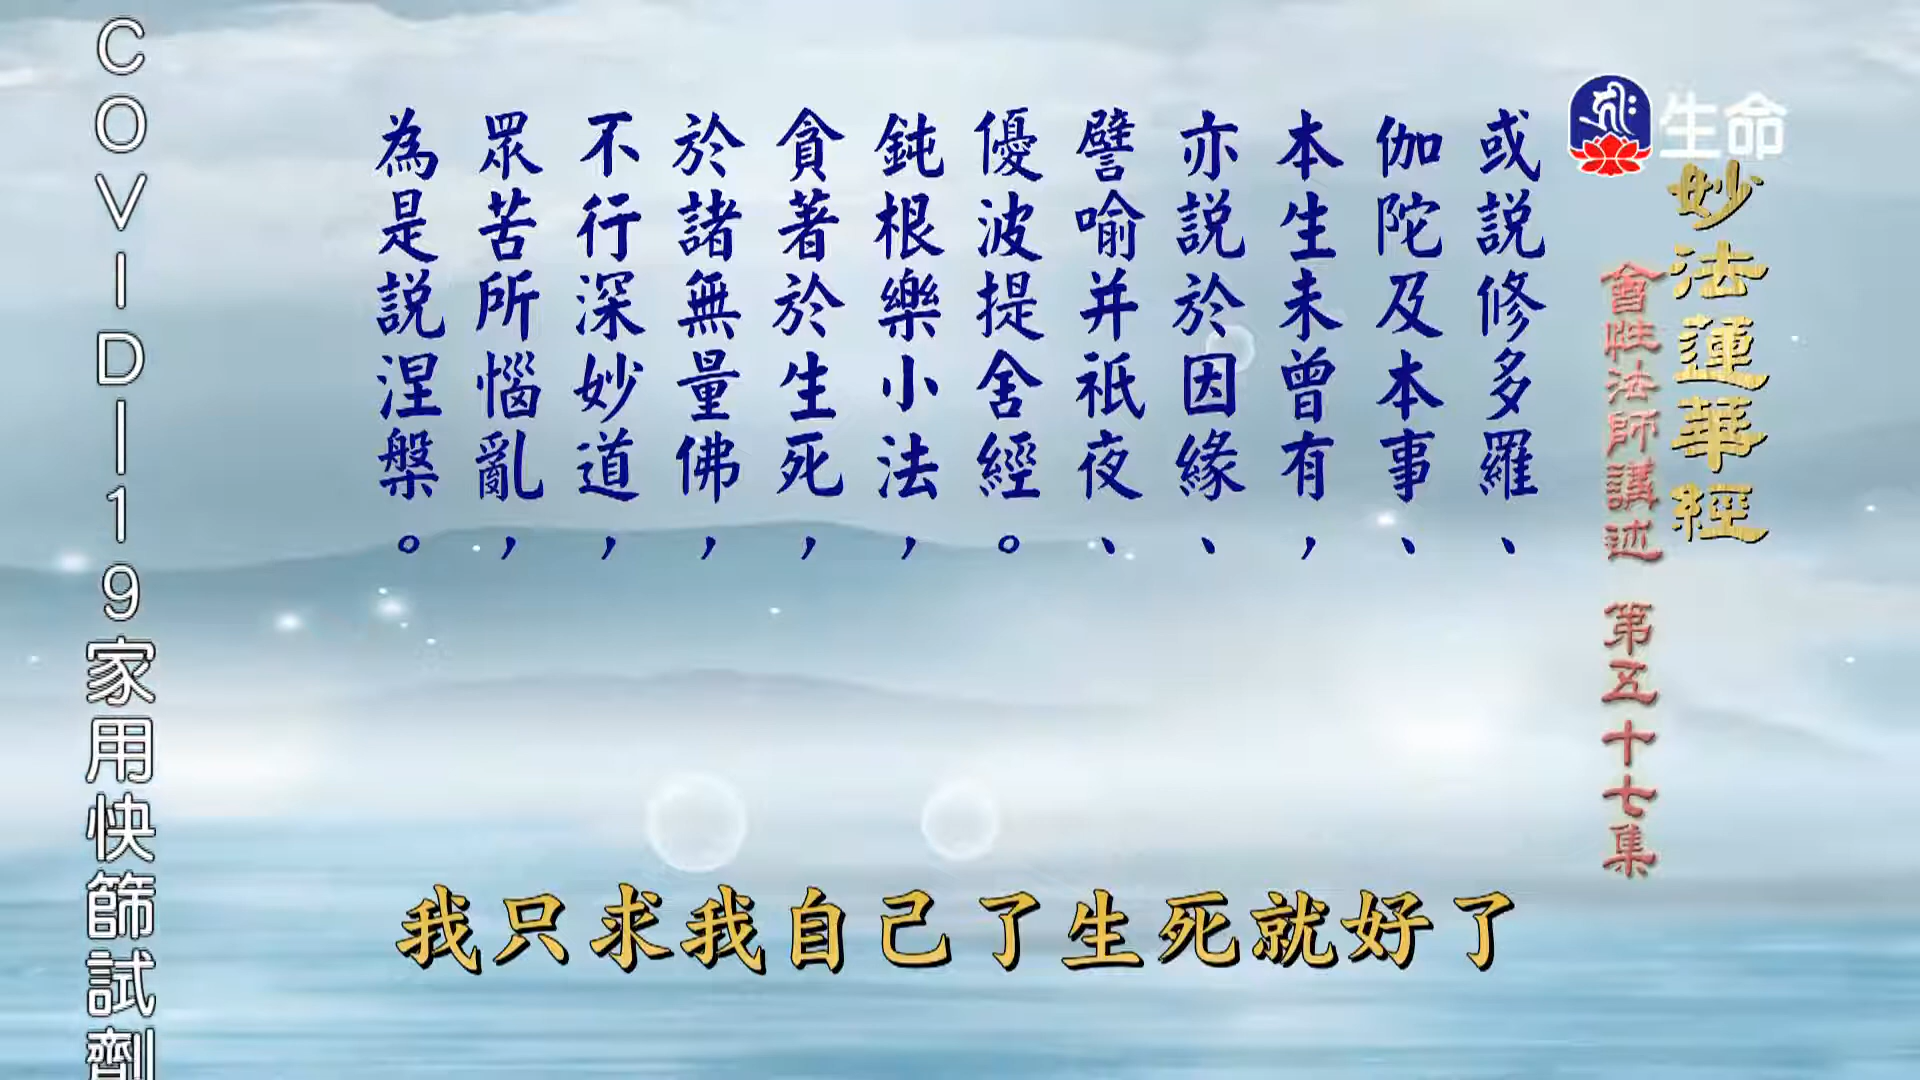 生命
妙法蓮華經
會性法師講述 第五十七集
或説修多羅、
伽陀及本事、
本生未曾有，
亦説於因緣、
譬喻并祇夜、
優波提舍經。
鈍根樂小法，
貪著於生死，
於諸無量佛，
不行深妙道，
眾苦所惱亂，
為是説涅槃。
COVID-19家用快篩試劑
我只求我自己了生死就好了